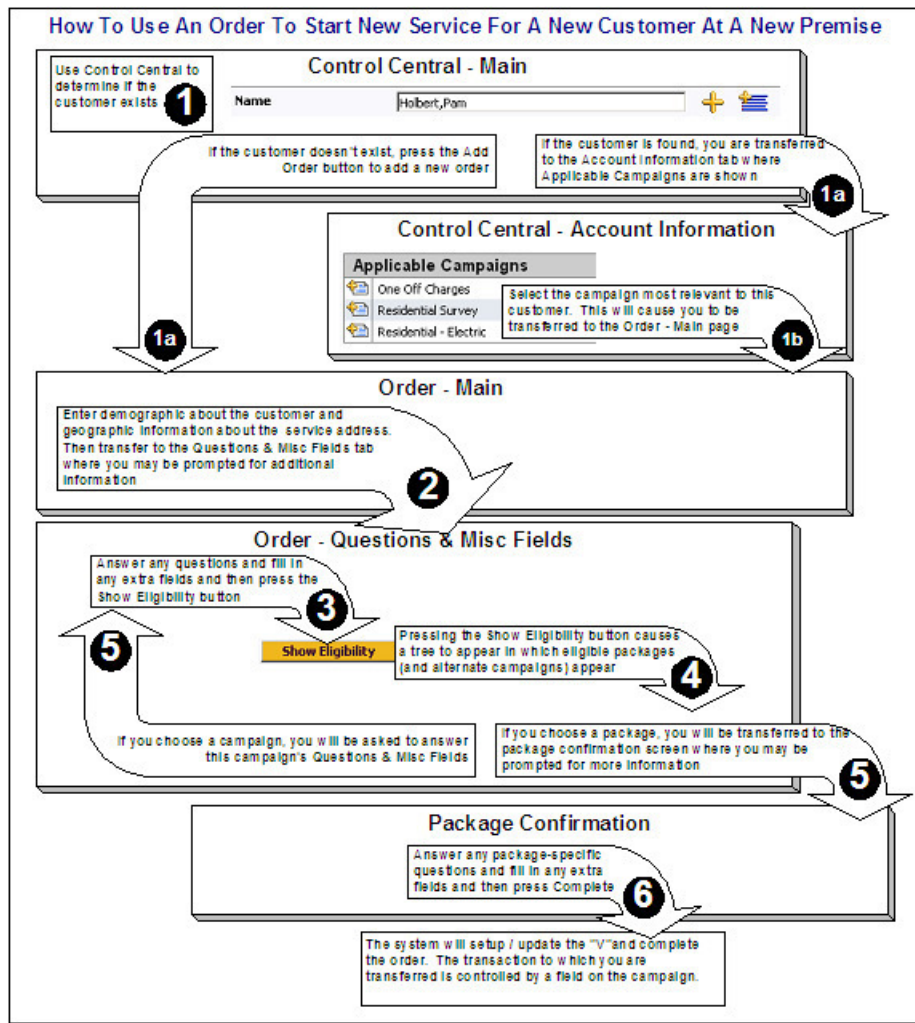 How To Use An Order To Start New Service For A New Customer At A New Premise
Control Central - Main
Use Control Central to
determine if the
customer exists
1
Name
Holbert,Pam
If the customer doesn't exist, press the Add
Order button to add a new order
If the customer is found, you are transferred
to the Account Information tab where
Applicable Campaigns are shown
1a
Control Central - Account Information
Applicable Campaigns
One Off Charges
Residential Survey
Residential - Electric
Select the campaign most relevant to this
customer. This will cause you to be
transferred to the Order - Main page
1a
1b
Order - Main
Enter demographic about the customer and
geographic information about the service address.
Then transfer to the Questions & Misc Fields tab
where you may be prompted for additional
information
2
Order - Questions & Misc Fields
Answer any questions and fill in
any extra fields and then press the
Show Eligibility button
3
5
Show Eligibility
Pressing the Show Eligibility button causes
a tree to appear in which eligible packages
(and alternate campaigns) appear
4
If you choose a campaign, you will be asked to answer
this campaign's Questions & Misc Fields
If you choose a package, you will be transferred to the
package confirmation screen where you may be
prompted for more information
5
Package Confirmation
Answer any package-specific
questions and fill in any extra
fields and then press Complete
6
The system will setup / update the "V"and complete
the order. The transaction to which you are
transferred is controlled by a field on the campaign.